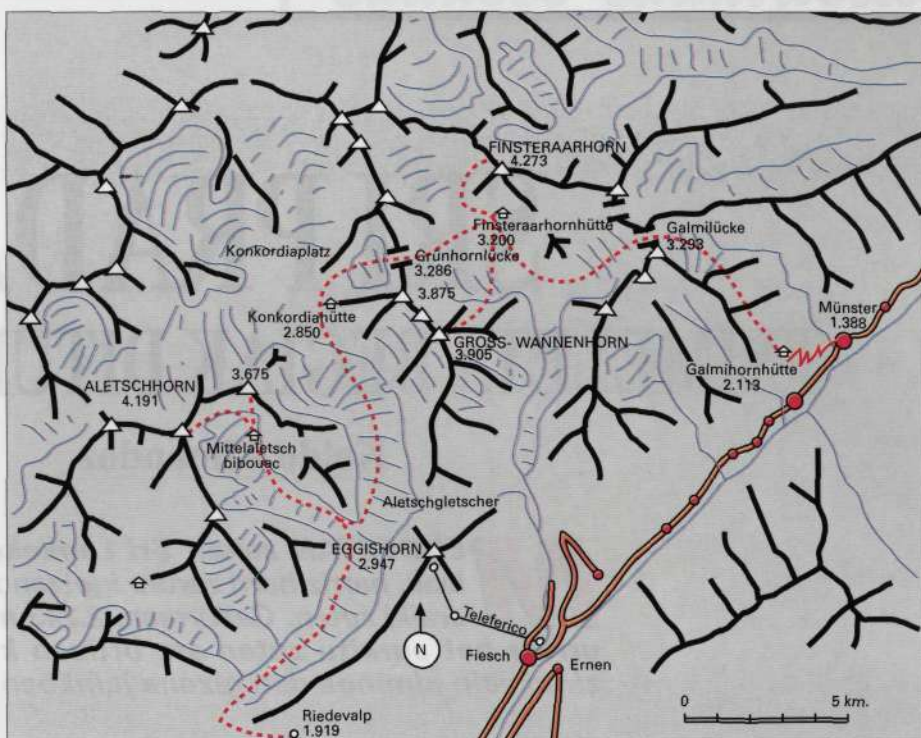 FINSTERAARHORN
4.273
Finsteraarhornhütte
3.200
Galmilücke
3.293
Konkordiaplatz
Grünhornlücke
3.286
3.875
Konkordiahütte
2.850
Münster
1.388
GROSS-WANNENHORN
3.905
Galmihornhütte
2.113
ALETSCHHORN
4.191
3.675
Mittelaletsch
bibouac
Aletschgletscher
EGGISHORN
2.947
Teleferico
N
Fiesch
Ernen
Riedevalp
1.919
0 5 km.